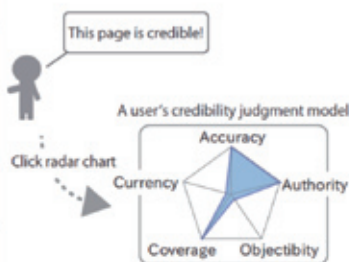 This page is credible!
A user's credibility judgment model
Accuracy
Click radar chart
Currency
Authority
Coverage
Objectibity